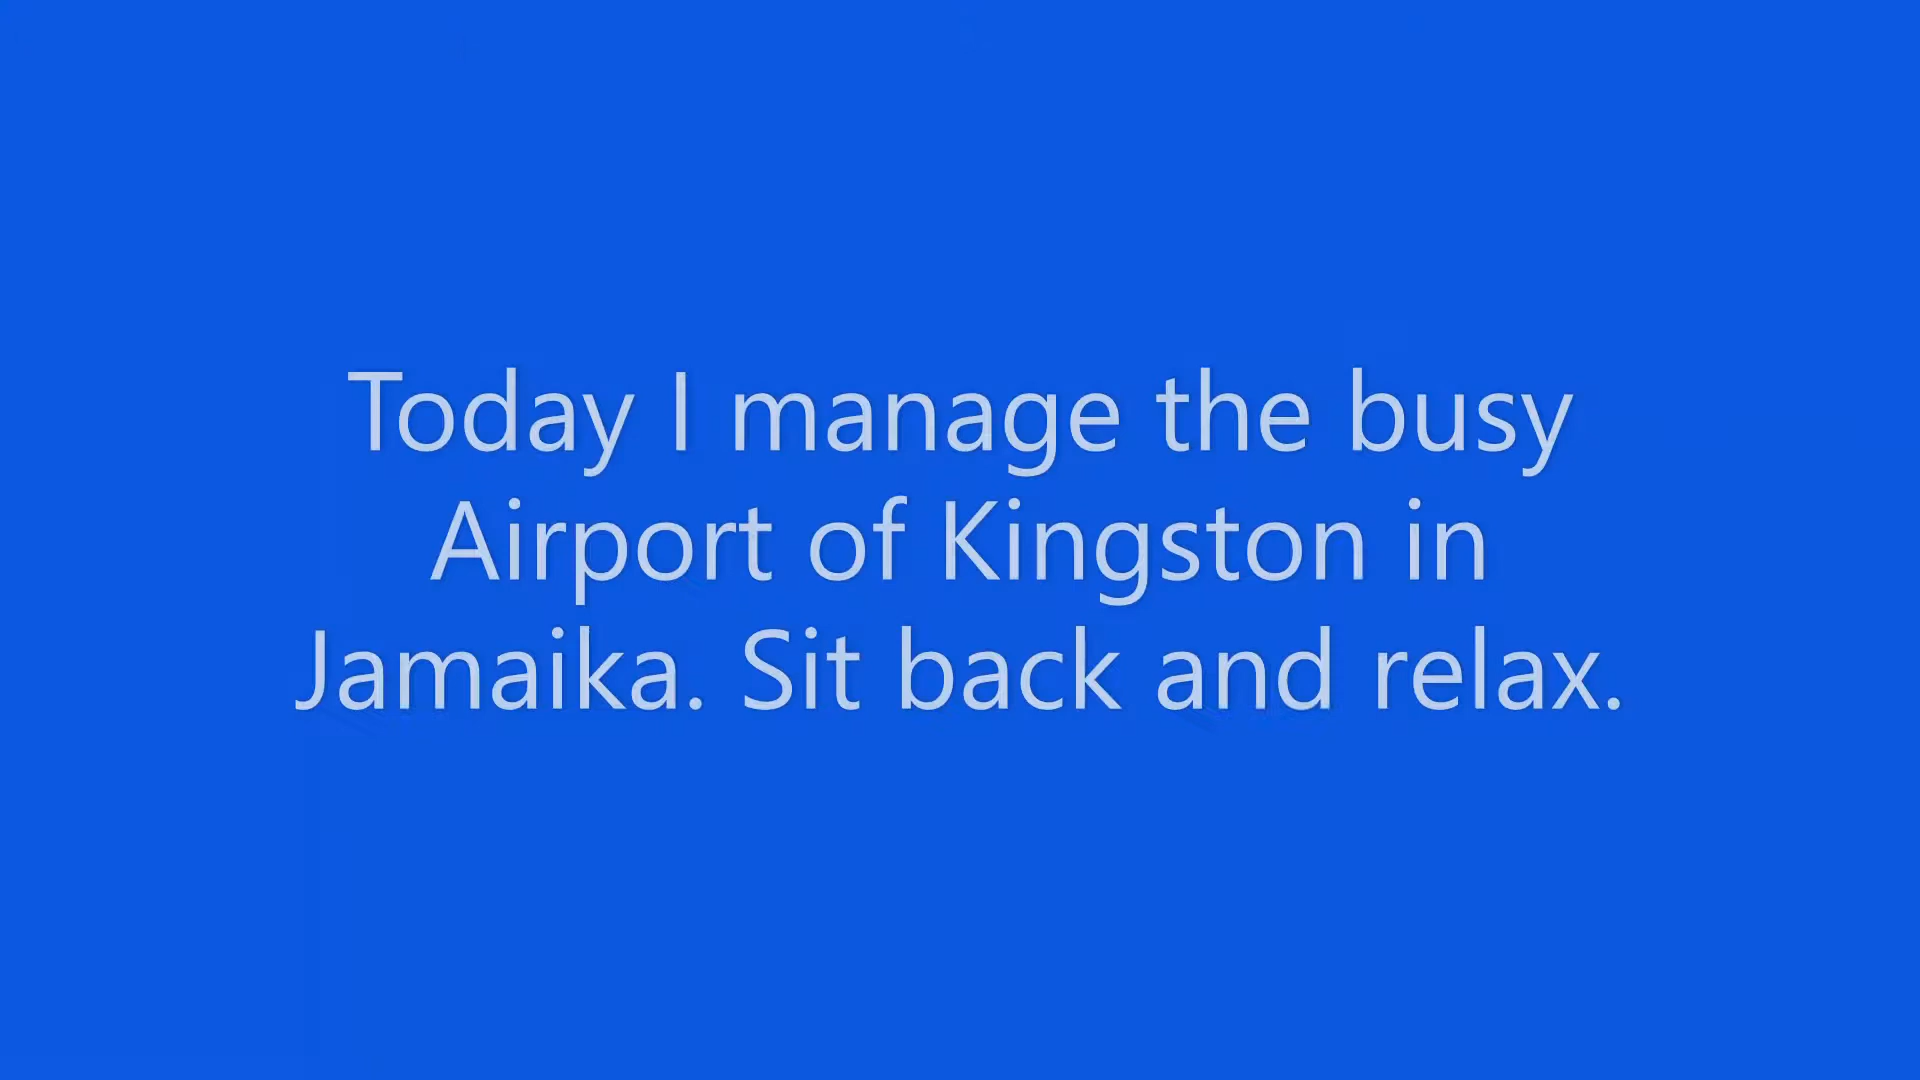 Today I manage the busy
Airport of Kingston in
Jamaika. Sit back and relax.